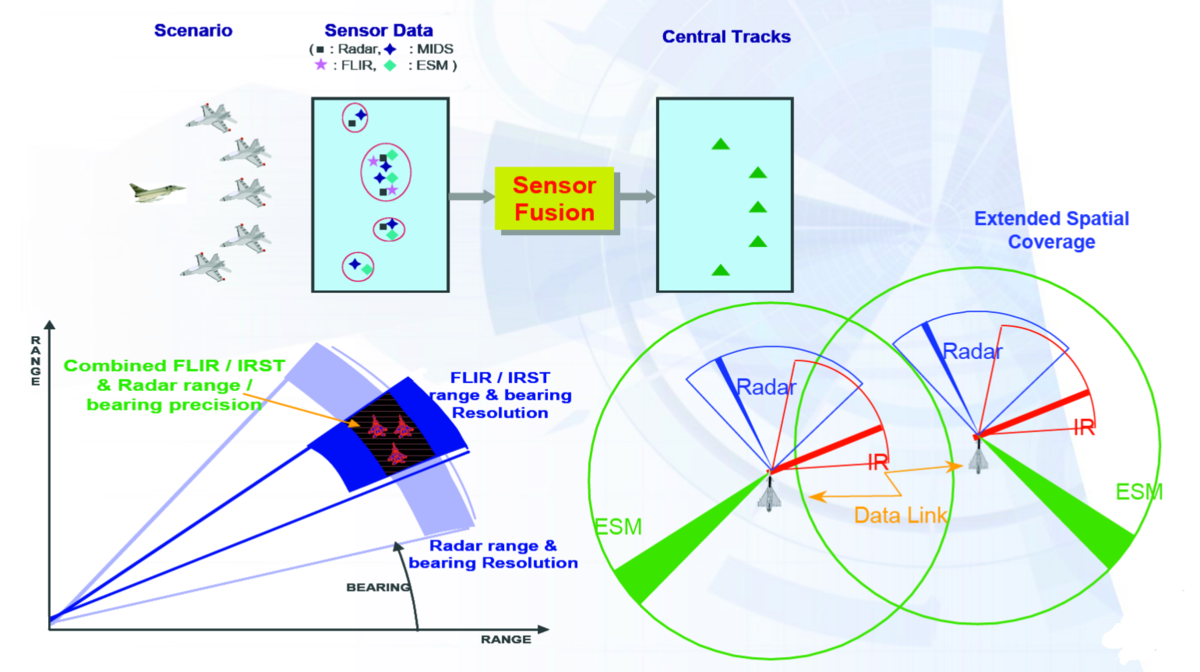 Scenario
Sensor Data
( ■ : Radar, ✦ : MIDS
★ : FLIR, ◆ : ESM )
Central Tracks
Sensor
Fusion
Extended Spatial
Coverage
RANGE
Combined FLIR / IRST
& Radar range /
bearing precision
FLIR / IRST
range & bearing
Resolution
Radar range &
bearing Resolution
BEARING
RANGE
Radar
IR
ESM
Radar
IR
ESM
Data Link